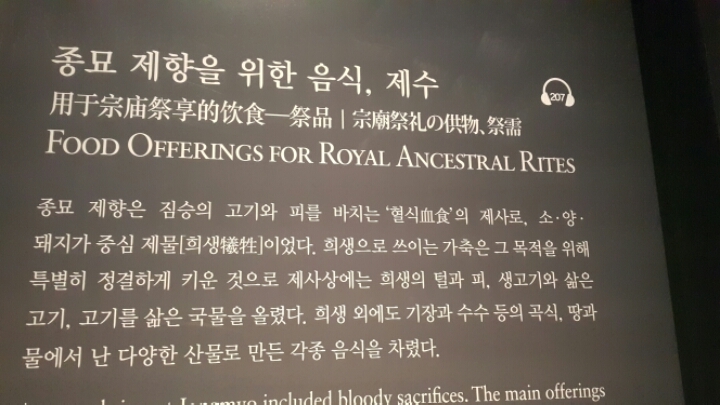 종묘 제향을 위한 음식, 제수
207
用于宗庙祭享的饮食—祭品 | 宗廟祭礼の供物、祭需
FOOD OFFERINGS FOR ROYAL ANCESTRAL RITES
종묘 제향은 짐승의 고기와 피를 바치는 ‘혈식血食’의 제사로, 소·양·
돼지가 중심 제물[희생犧牲]이었다. 희생으로 쓰이는 가축은 그 목적을 위해
특별히 정결하게 키운 것으로 제사상에는 희생의 털과 피, 생고기와 삶은
고기, 고기를 삶은 국물을 올렸다. 희생 외에도 기장과 수수 등의 곡식, 땅과
물에서 난 다양한 산물로 만든 각종 음식을 차렸다.
included bloody sacrifices. The main offerings